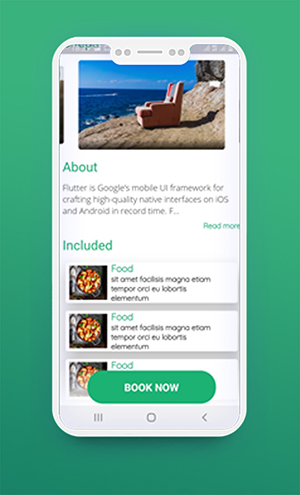 About
Flutter is Google's mobile UI framework for
crafting high-quality native interfaces on iOS
and Android in record time. F...
Read more
Included
Food
sit amet facilisis magna etiam
tempor orci eu lobortis
elementum
Food
sit amet facilisis magna etiam
tempor orci eu lobortis
elementum
Food
BOOK NOW